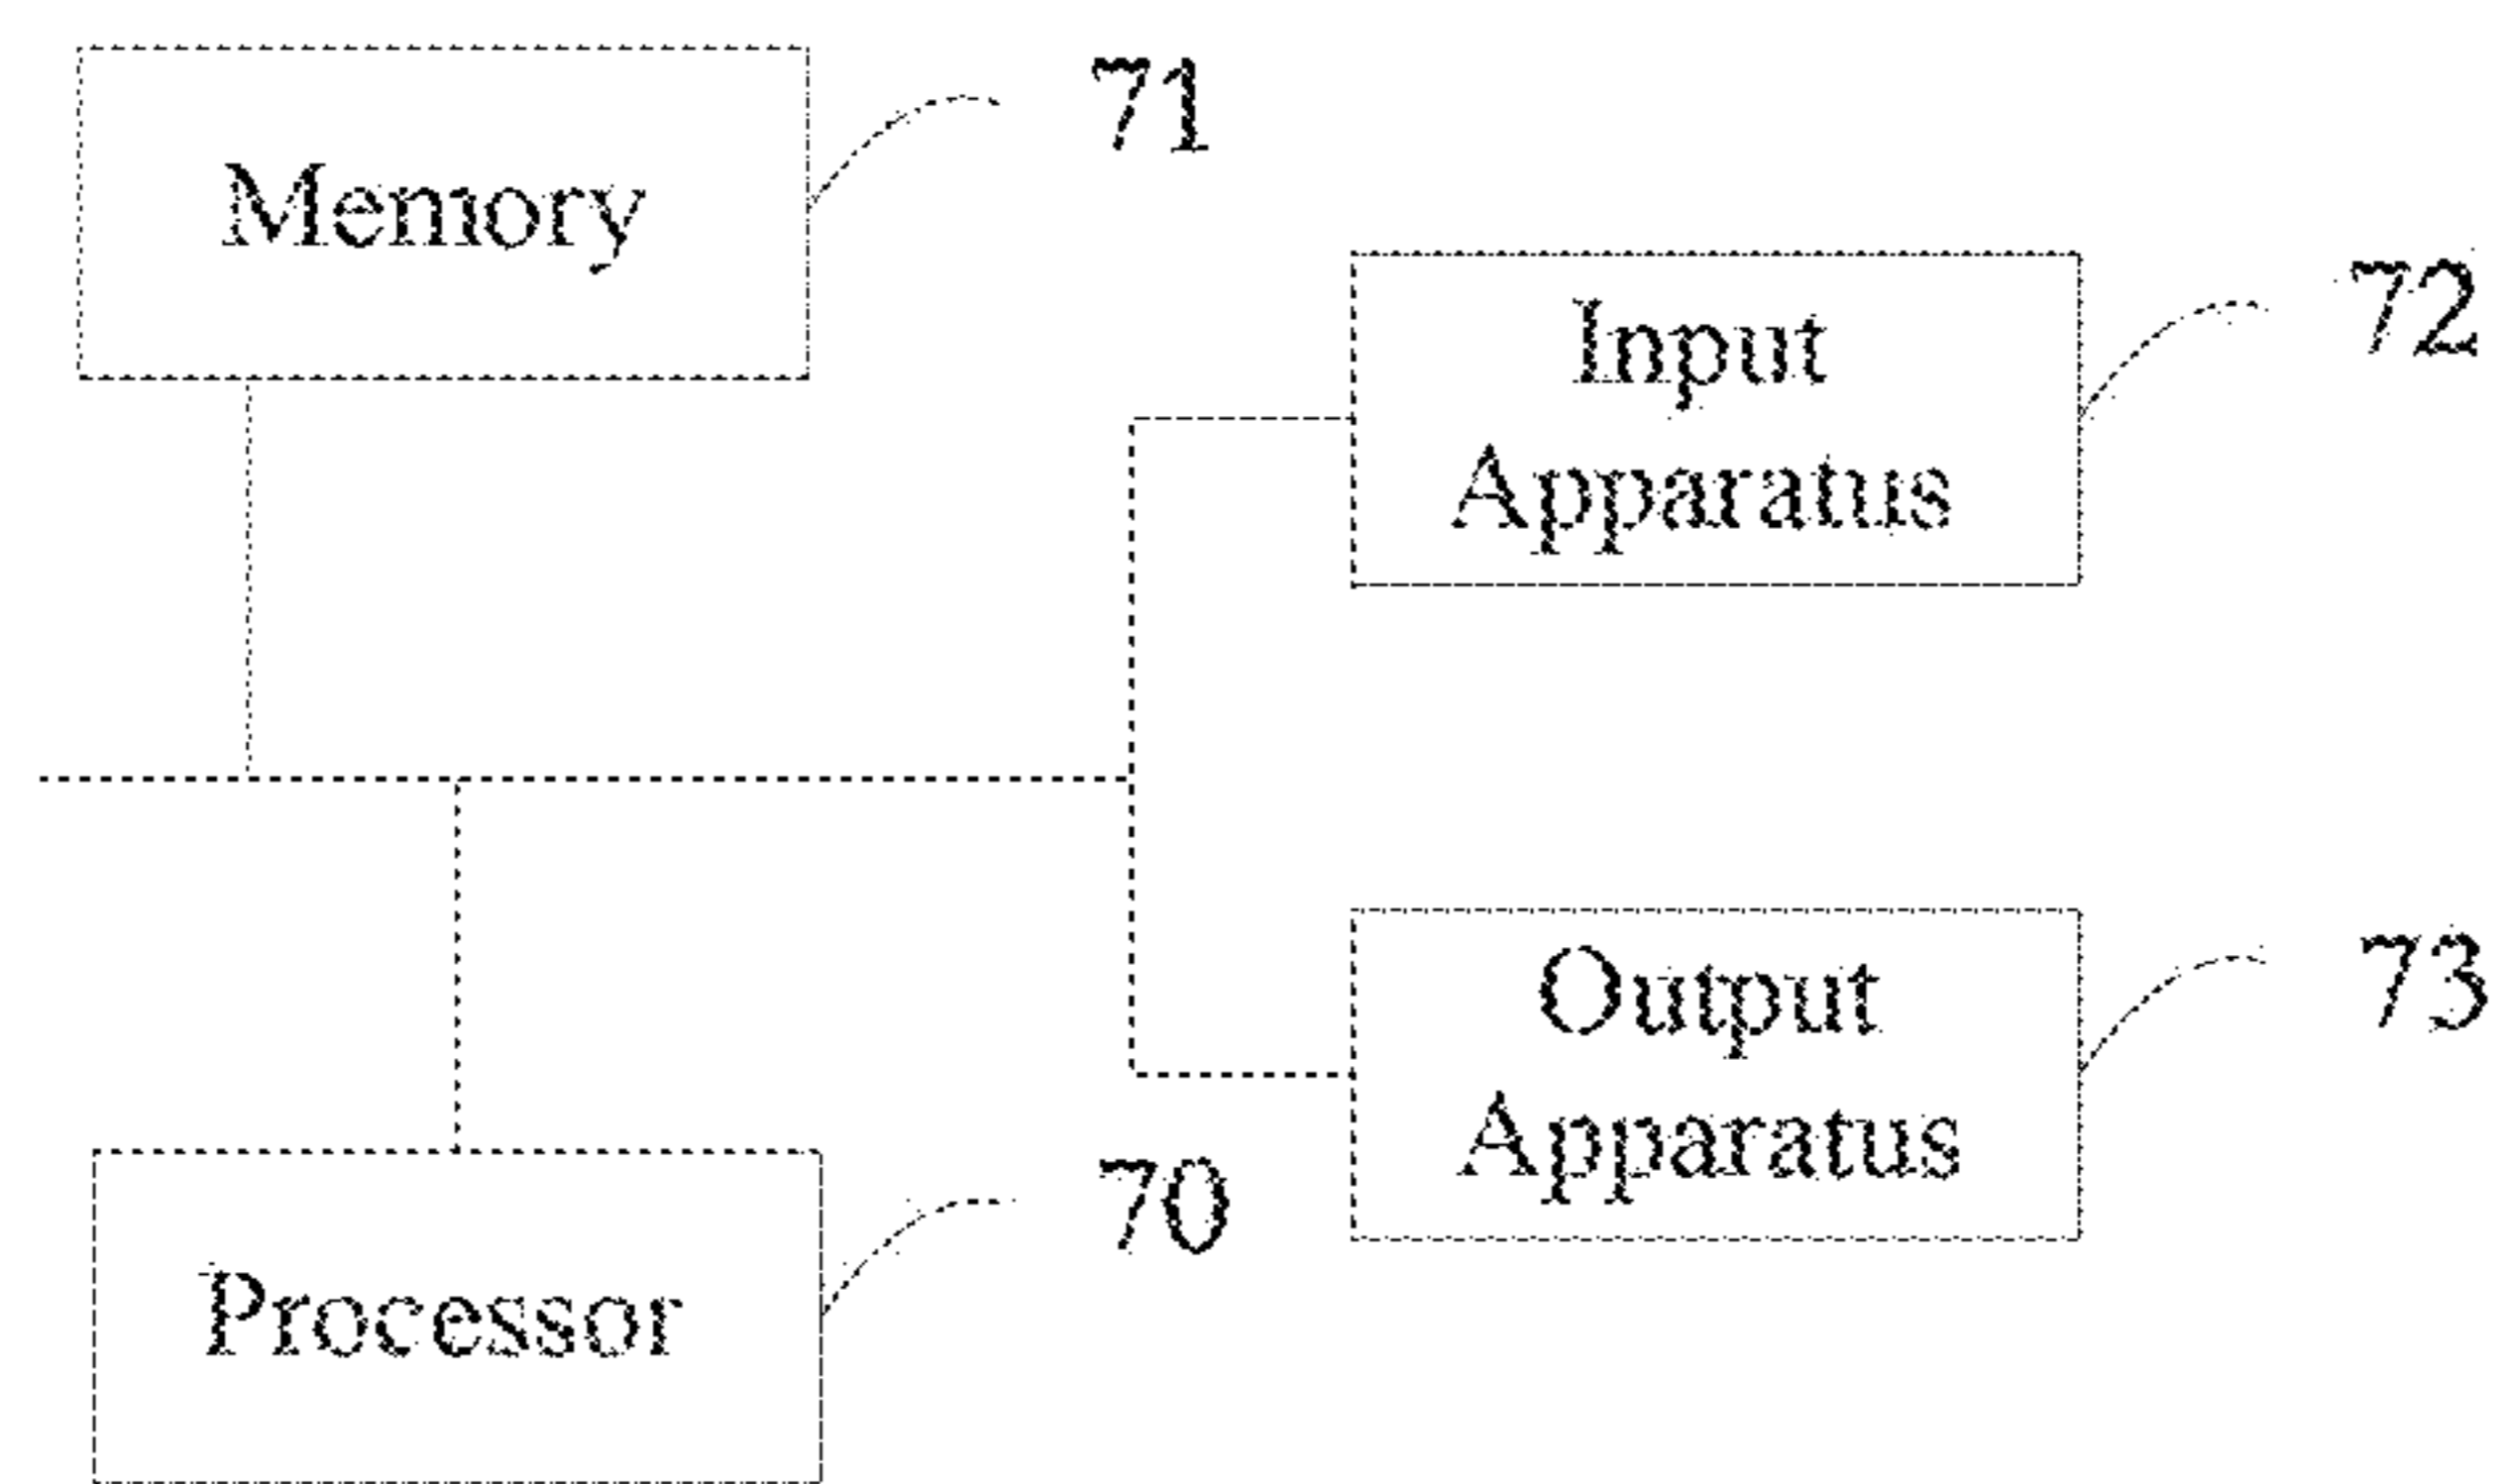 Memory
71
Input
Apparatus
72
Output
Apparatus
73
Processor
70